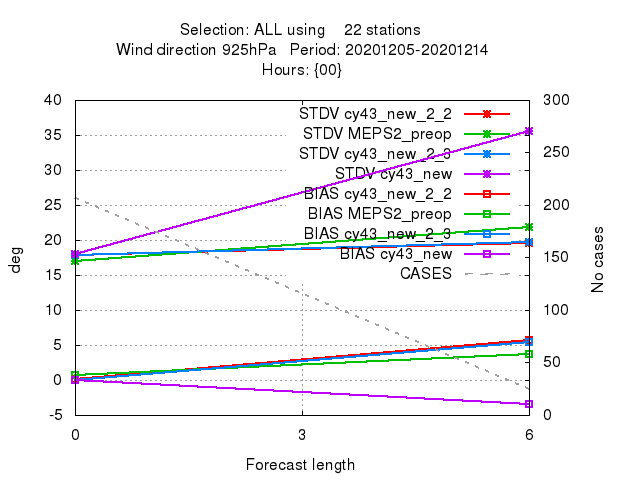 Selection: ALL using 22 stations
Wind direction 925hPa Period: 20201205-20201214
Hours: {00}
40
35
30
25
20
15
10
5
0
-5
deg
300
250
200
150
100
50
0
No cases
STDV cy43_new_2_2
STDV MEPS2_preop
STDV cy43_new_2_3
STDV cy43_new
BIAS cy43_new_2_2
BIAS MEPS2_preop
BIAS cy43_new_2_3
BIAS cy43_new
CASES
0 3 6
Forecast length